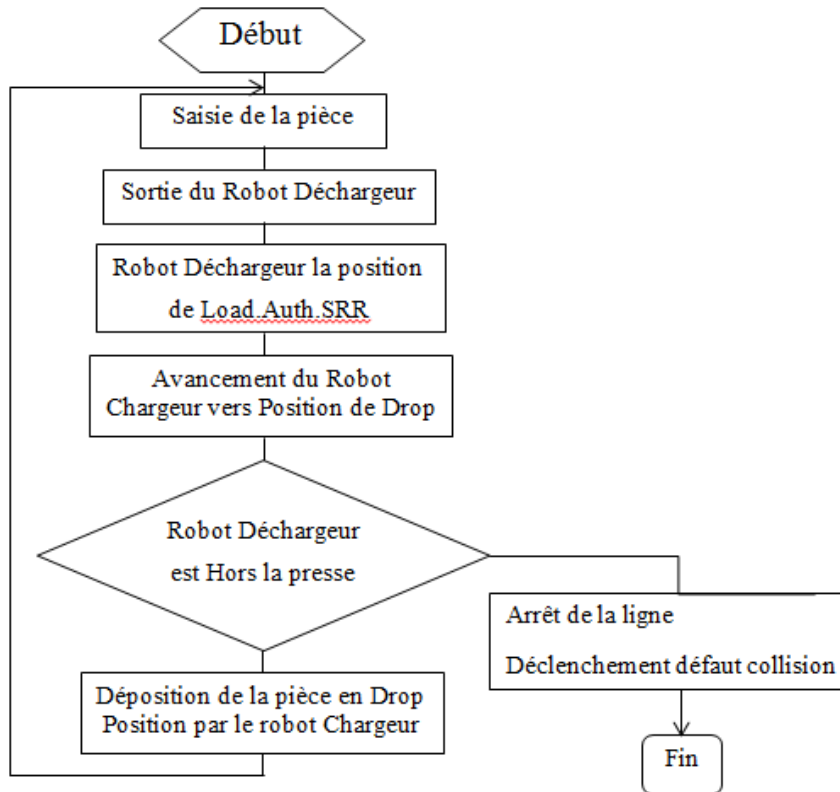 Début
Saisie de la pièce
Sortie du Robot Déchargeur
Robot Déchargeur la position
de Load.Auth.SRR
Avancement du Robot
Chargeur vers Position de Drop
Robot Déchargeur
est Hors la presse
Arrêt de la ligne
Déclenchement défaut collision
Déposition de la pièce en Drop
Position par le robot Chargeur
Fin